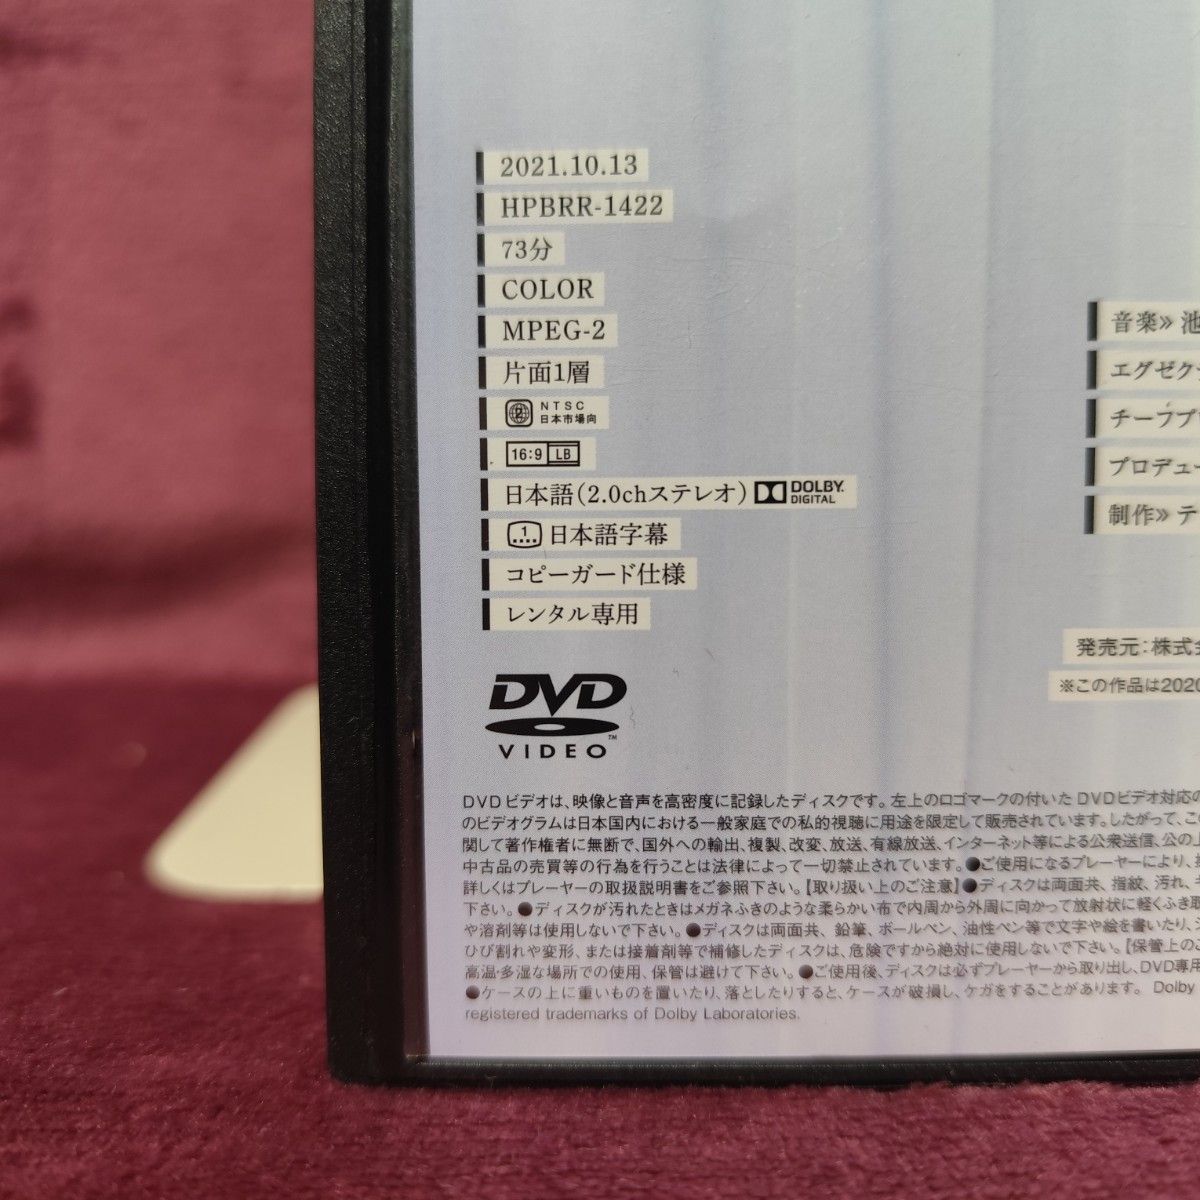 2021.10.13
HPBRR-1422
73分
COLOR
MPEG-2
片面1層
2 NTSC
日本市場向
16:9 LB
日本語(2.0chステレオ) DOLBY
DIGITAL
1 日本語字幕
コピーガード仕様
レンタル専用
音楽≫ 池
エグゼク
チーフプ
プロデュー
制作≫ テ
発売元:株式
※この作品は2020
DVD
VIDEO
TM
DVDビデオは、映像と音声を高密度に記録したディスクです。左上のロゴマークの付いたDVDビデオ対応の
のビデオグラムは日本国内における一般家庭での私的視聴に用途を限定して販売されています。したがって、こ
関して著作権者に無断で、国外への輸出、複製、改変、放送、有線放送、インターネット等による公衆送信、公の上
中古品の売買等の行為を行うことは法律によって一切禁止されています。●ご使用になるプレーヤーにより、
詳しくはプレーヤーの取扱説明書をご参照下さい。【取り扱い上のご注意】●ディスクは両面共、指紋、汚れ、キ
下さい。●ディスクが汚れたときはメガネふきのような柔らかい布で内周から外周に向かって放射状に軽くふき取
や溶剤等は使用しないで下さい。●ディスクは両面共、鉛筆、ボールペン、油性ペン等で文字や絵を書いたり、シ
ひび割れや変形、または接着剤等で補修したディスクは、危険ですから絶対に使用しないで下さい。【保管上の
高温・多湿な場所での使用、保管は避けて下さい。●ご使用後、ディスクは必ずプレーヤーから取り出し、DVD専用
●ケースの上に重いものを置いたり、落としたりすると、ケースが破損し、ケガをすることがあります。 Dolby
registered trademarks of Dolby Laboratories.